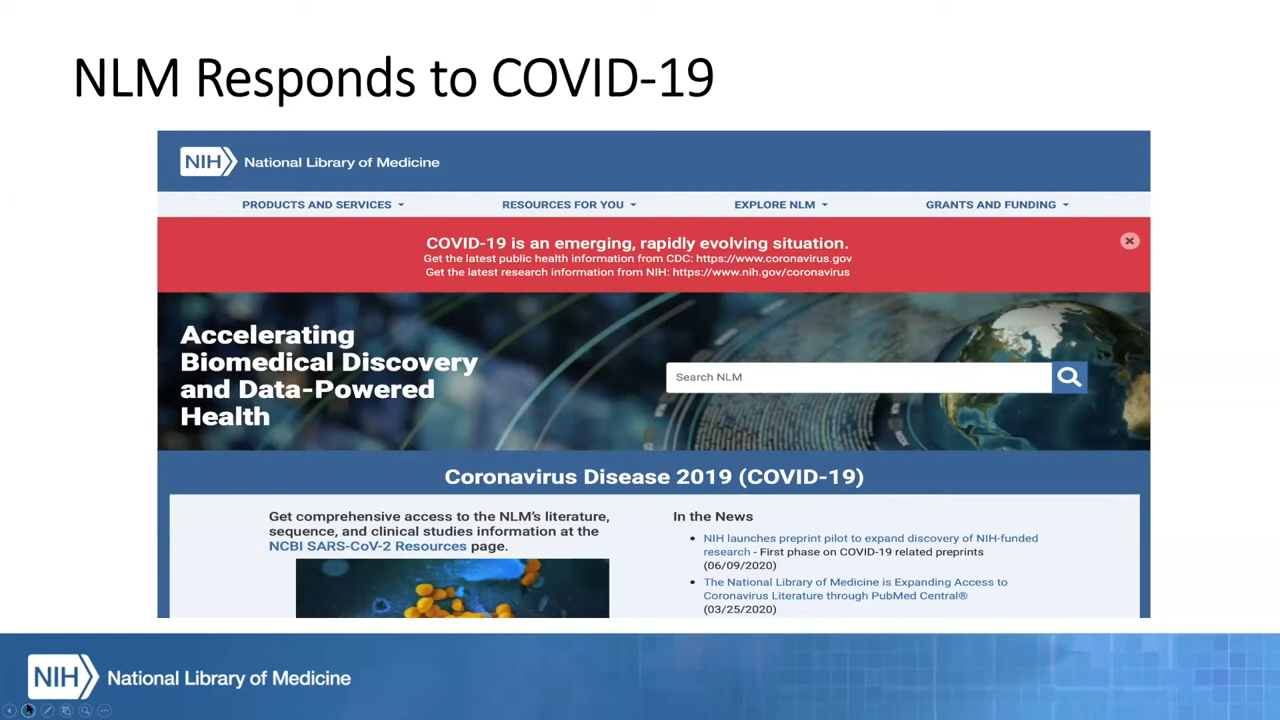 NLM Responds to COVID-19
NIH National Library of Medicine
PRODUCTS AND SERVICES RESOURCES FOR YOU EXPLORE NLM GRANTS AND FUNDING
COVID-19 is an emerging, rapidly evolving situation.
Get the latest public health information from CDC: https://www.coronavirus.gov
Get the latest research information from NIH: https://www.nih.gov/coronavirus
Accelerating
Biomedical Discovery
and Data-Powered
Health
Search NLM
Coronavirus Disease 2019 (COVID-19)
Get comprehensive access to the NLM's literature,
sequence, and clinical studies information at the
NCBI SARS-CoV-2 Resources page.
In the News
• NIH launches preprint pilot to expand discovery of NIH-funded
research - First phase on COVID-19 related preprints
(06/09/2020)
• The National Library of Medicine is Expanding Access to
Coronavirus Literature through PubMed Central®
(03/25/2020)
NIH National Library of Medicine